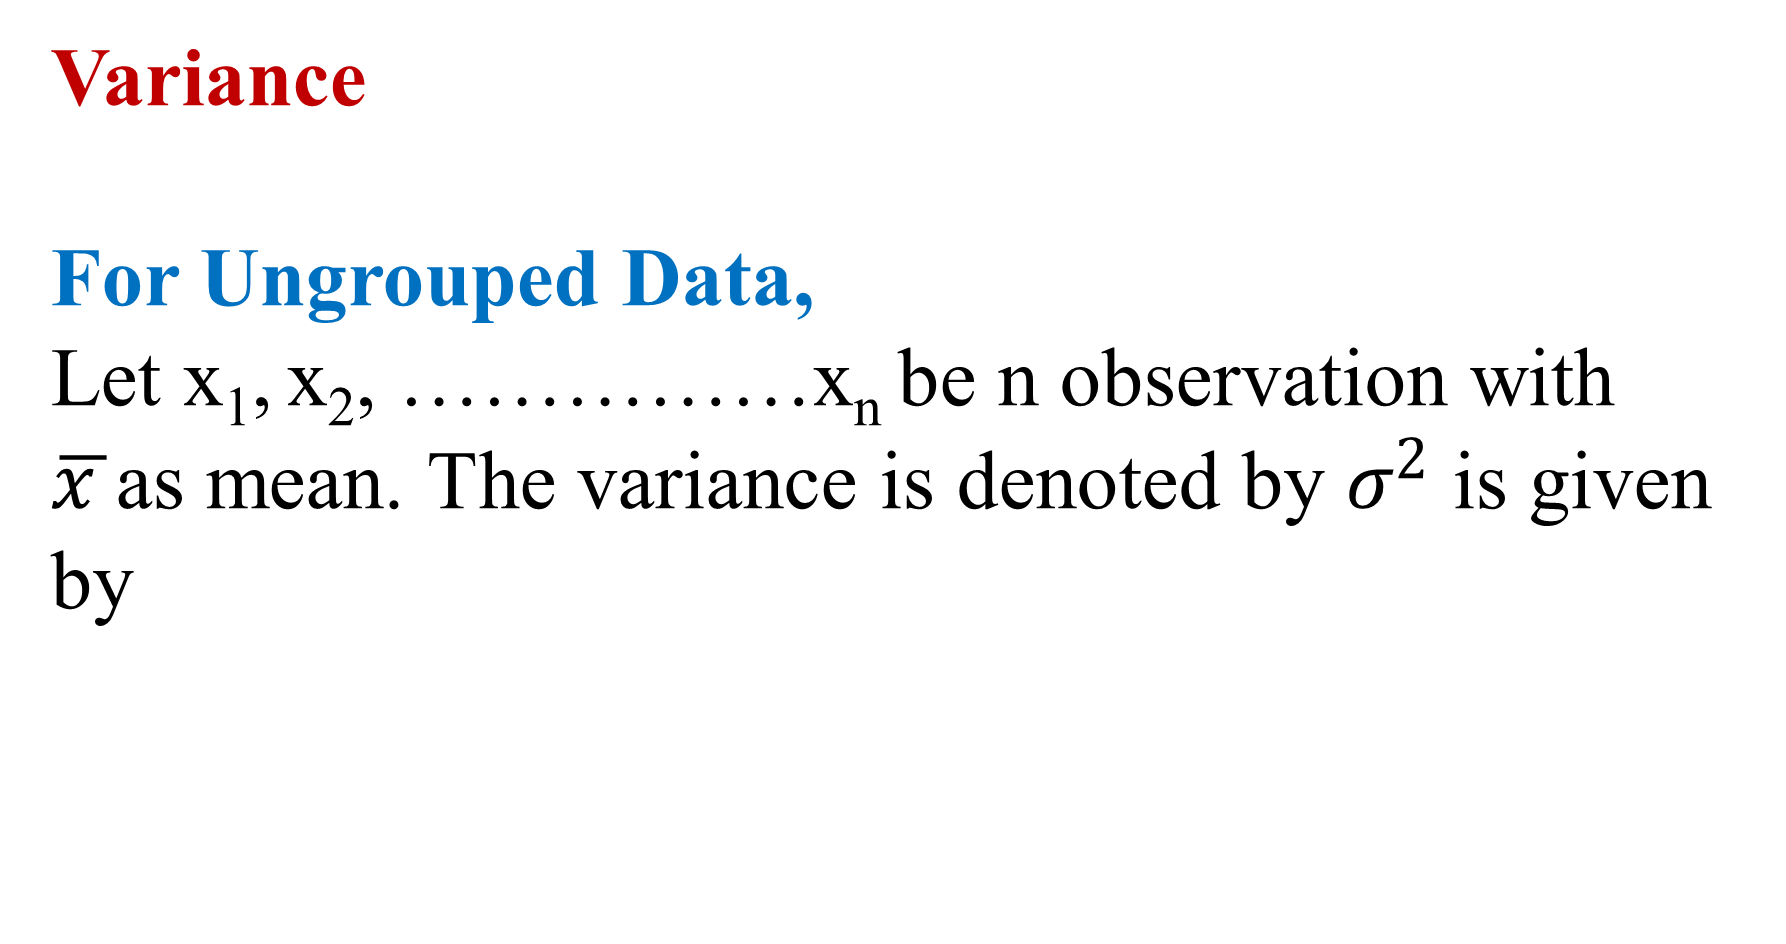 Variance
For Ungrouped Data,
Let x₁, x₂, ……………xₙ be n observation with
x̅ as mean. The variance is denoted by 𝜎² is given
by